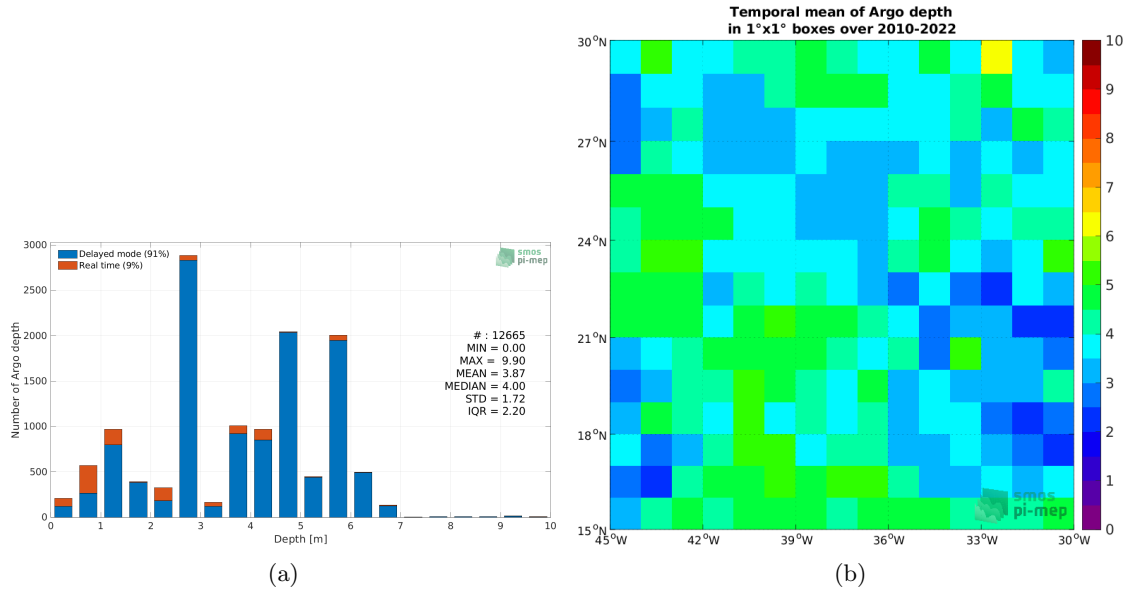 3000
2500
2000
1500
1000
500
0
0 1 2 3 4 5 6 7 8 9 10
Number of Argo depth
Depth [m]
Delayed mode (91%)
Real time (9%)
smos
pi-mep
# : 12665
MIN = 0.00
MAX = 9.90
MEAN = 3.87
MEDIAN = 4.00
STD = 1.72
IQR = 2.20
(a)
Temporal mean of Argo depth
in 1°x1° boxes over 2010-2022
30°N
27°N
24°N
21°N
18°N
15°N
45°W 42°W 39°W 36°W 33°W 30°W
smos
pi-mep
10
9
8
7
6
5
4
3
2
1
0
(b)